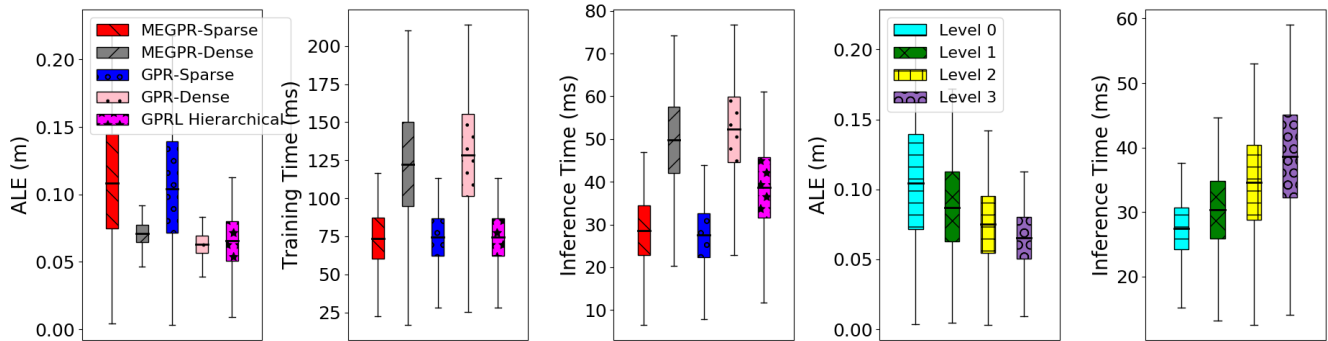 ALE (m)
0.20
0.15
0.10
0.05
0.00
MEGPR-Sparse
MEGPR-Dense
GPR-Sparse
GPR-Dense
GPRL Hierarchical
Training Time (ms)
200
175
150
125
100
75
50
25
Inference Time (ms)
80
70
60
50
40
30
20
10
ALE (m)
0.20
0.15
0.10
0.05
0.00
Level 0
Level 1
Level 2
Level 3
Inference Time (ms)
60
50
40
30
20